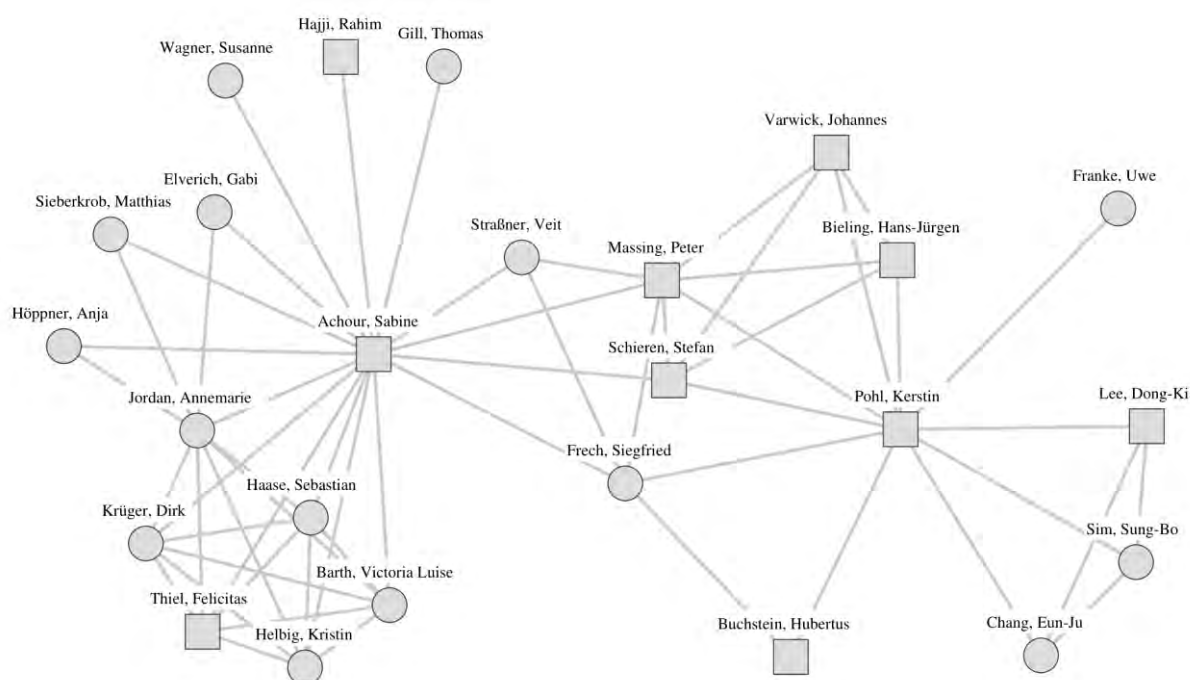 Hajji, Rahim
Gill, Thomas
Wagner, Susanne
Varwick, Johannes
Franke, Uwe
Elverich, Gabi
Sieberkrob, Matthias
Straßner, Veit
Bieling, Hans-Jürgen
Massing, Peter
Höppner, Anja
Achour, Sabine
Schieren, Stefan
Jordan, Annemarie
Pohl, Kerstin
Lee, Dong-Ki
Frech, Siegfried
Haase, Sebastian
Krüger, Dirk
Sim, Sung-Bo
Barth, Victoria Luise
Thiel, Felicitas
Helbig, Kristin
Buchstein, Hubertus
Chang, Eun-Ju